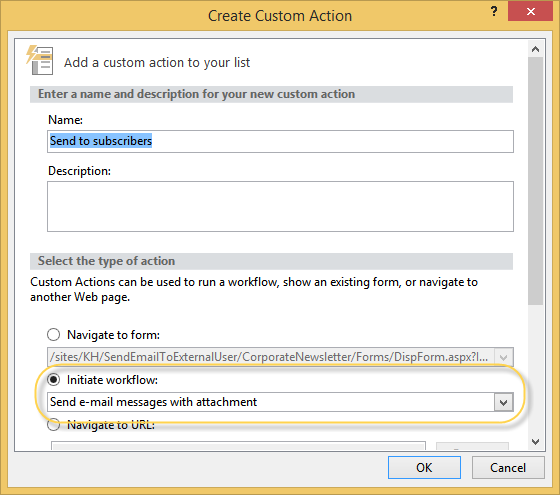 Create Custom Action
?
Add a custom action to your list
Enter a name and description for your new custom action
Name:
Send to subscribers
Description:
Select the type of action
Custom Actions can be used to run a workflow, show an existing form, or navigate to
another Web page.
Navigate to form:
/sites/KH/SendEmailToExternalUser/CorporateNewsletter/Forms/DispForm.aspx?I...
Initiate workflow:
Send e-mail messages with attachment
Navigate to URL:
OK Cancel